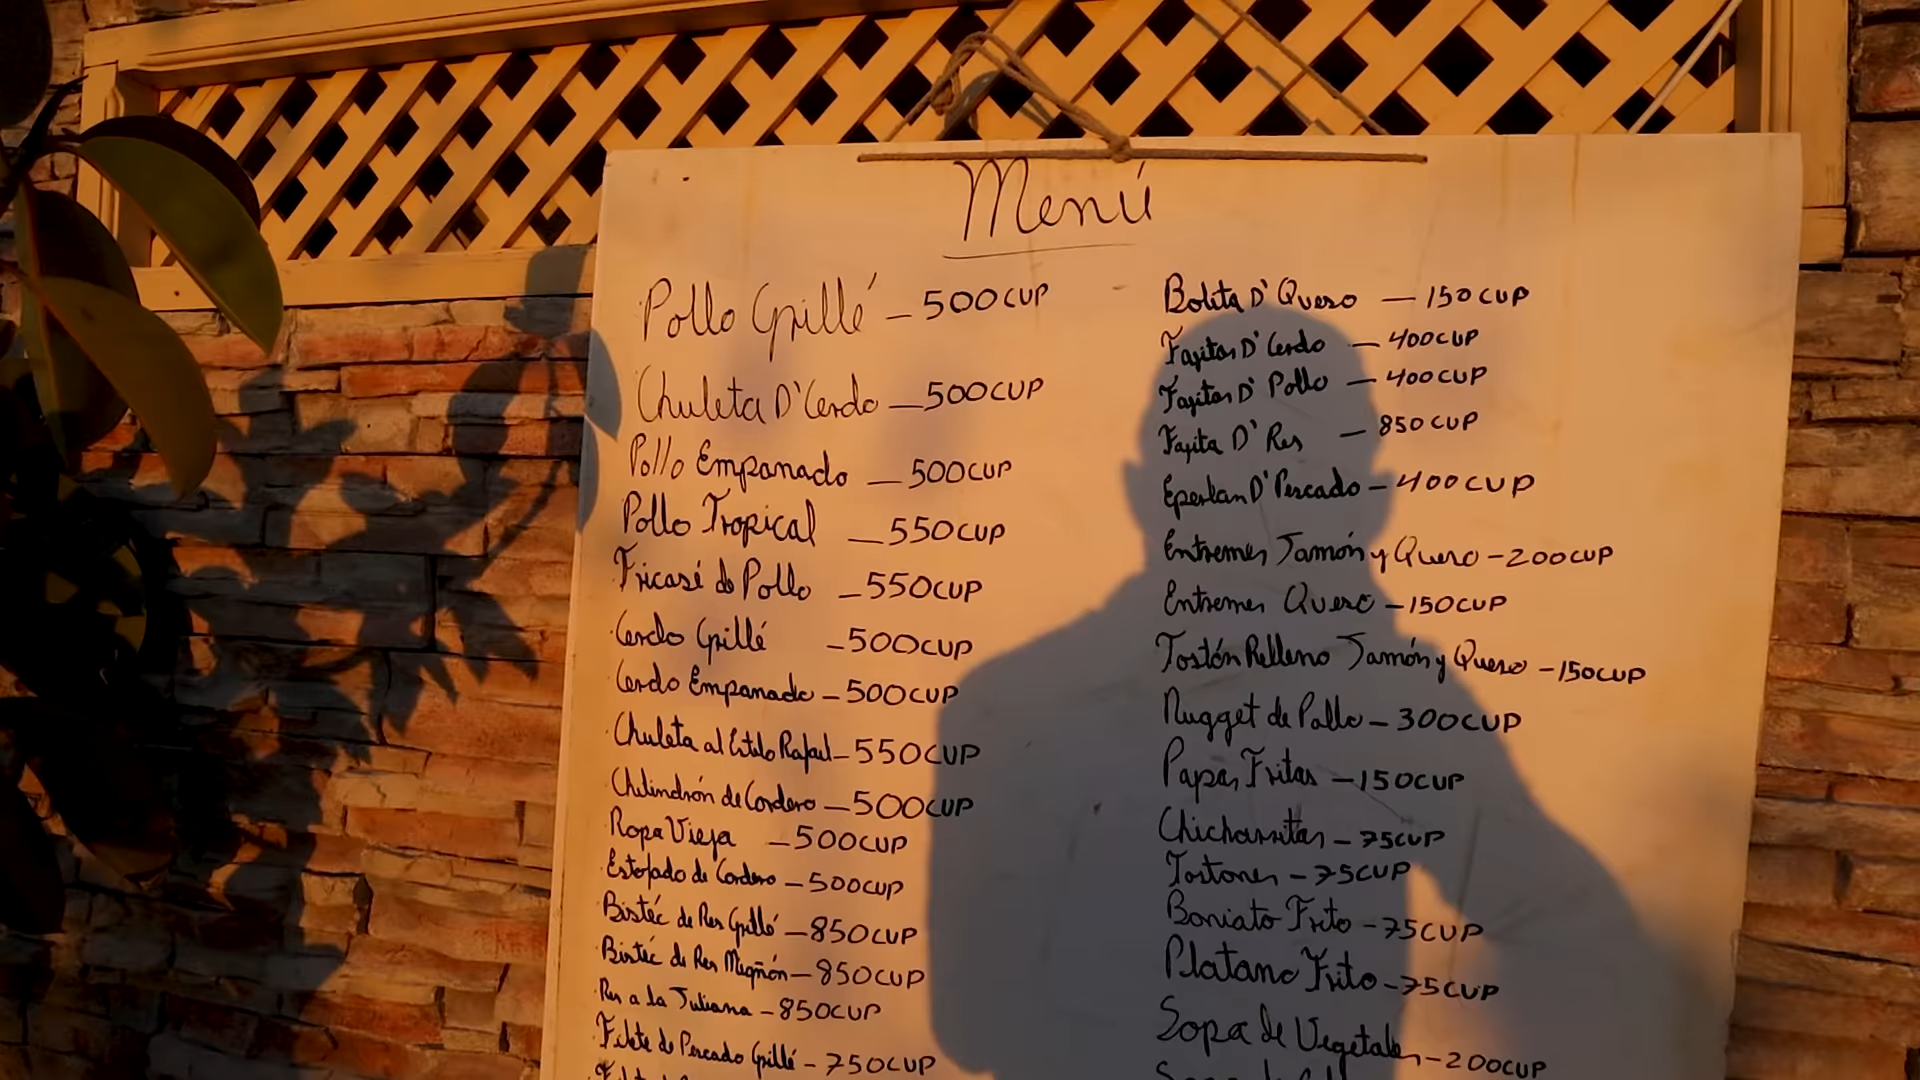 Menú
Pollo Grillé - 500CUP
Chuleta D' Cerdo - 500CUP
Pollo Empanado - 500CUP
Pollo Tropical - 550CUP
Fricasé de Pollo - 550CUP
Cerdo Grillé - 500CUP
Cerdo Empanado - 500CUP
Chuleta al Estilo Rafael - 550CUP
Chilindrón de Cordero - 500CUP
Ropa Vieja - 500CUP
Estofado de Cordero - 500CUP
Bistéc de Res Grillé - 850CUP
Bistéc de Res Migñón - 850CUP
Res a la Juliana - 850CUP
Filete de Pescado Grillé - 750CUP
Bolita D' Queso - 150CUP
Fajitas D' Cerdo - 400CUP
Fajitas D' Pollo - 400CUP
Fajita D' Res - 850CUP
Eperlan D' Pescado - 400CUP
Entremes Jamón y Queso - 200CUP
Entremes Queso - 150CUP
Tostón Relleno Jamón y Queso - 150CUP
Nugget de Pollo - 300CUP
Papas Fritas - 150CUP
Chicharritas - 75CUP
Tostones - 75CUP
Boniato Frito - 75CUP
Platano Frito - 75CUP
Sopa de Vegetales - 200CUP